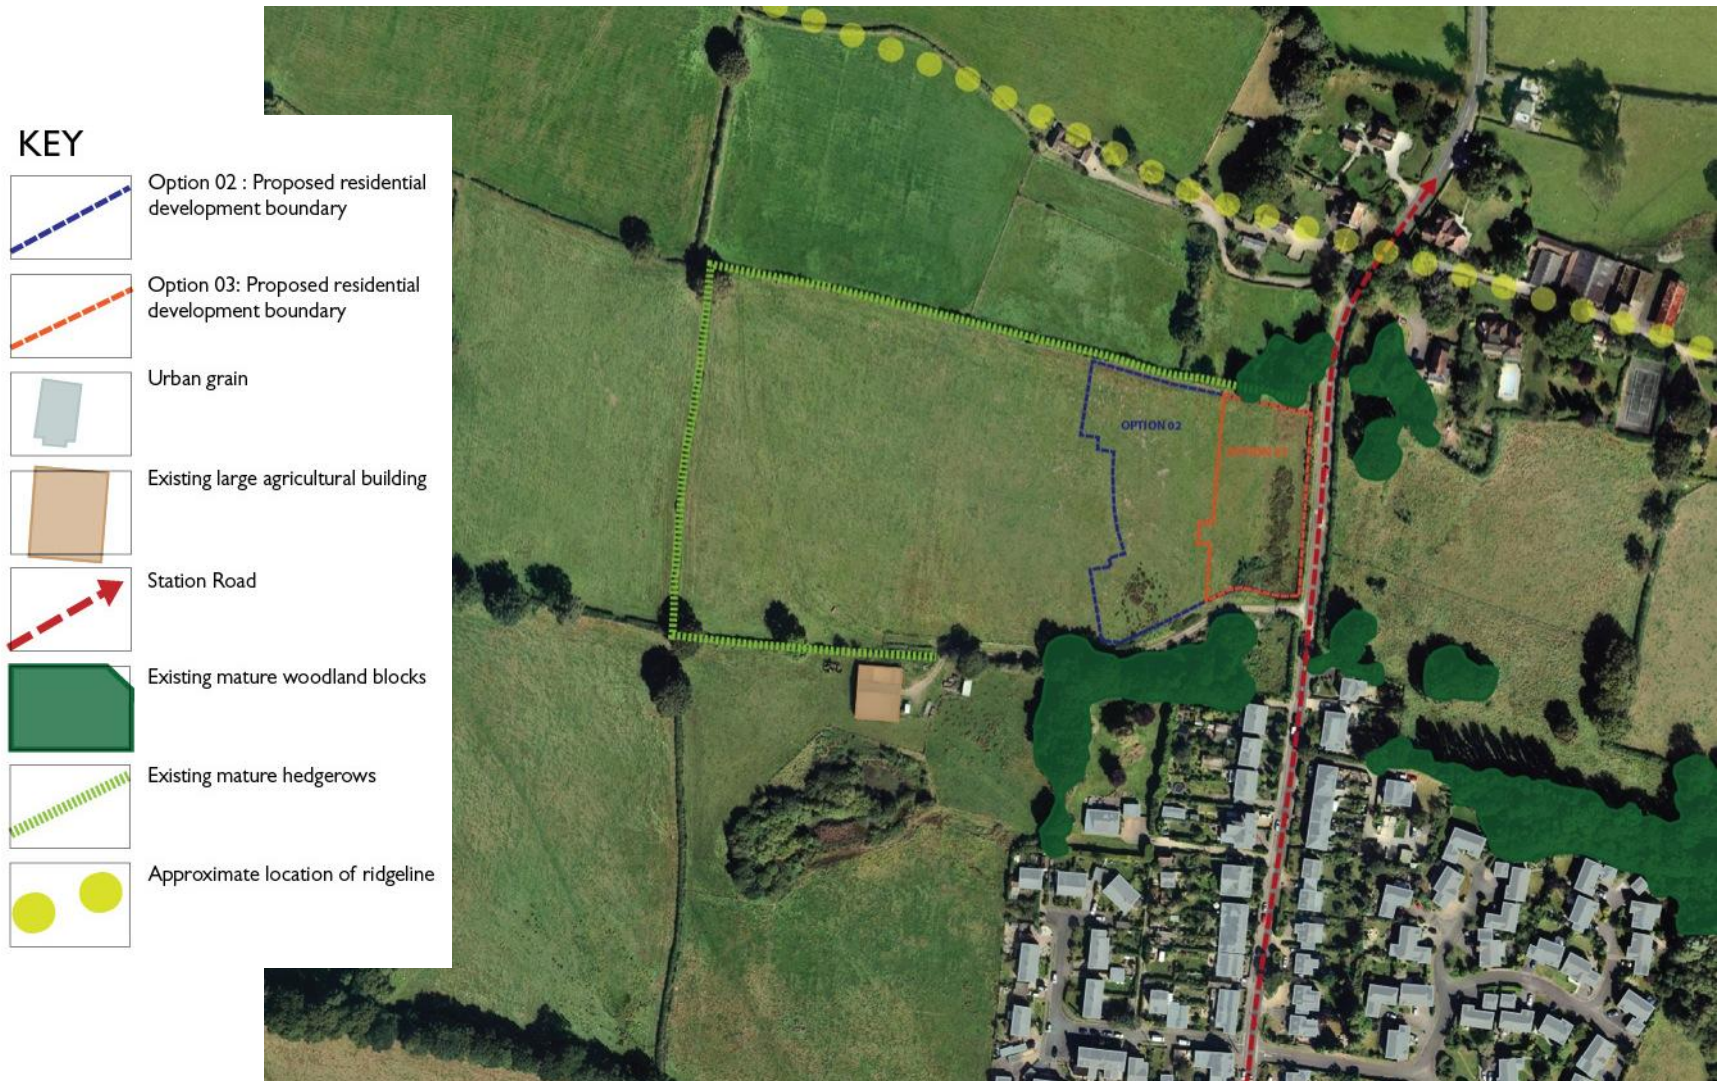 KEY
Option 02 : Proposed residential
development boundary
Option 03: Proposed residential
development boundary
Urban grain
Existing large agricultural building
Station Road
Existing mature woodland blocks
Existing mature hedgerows
Approximate location of ridgeline
OPTION 02